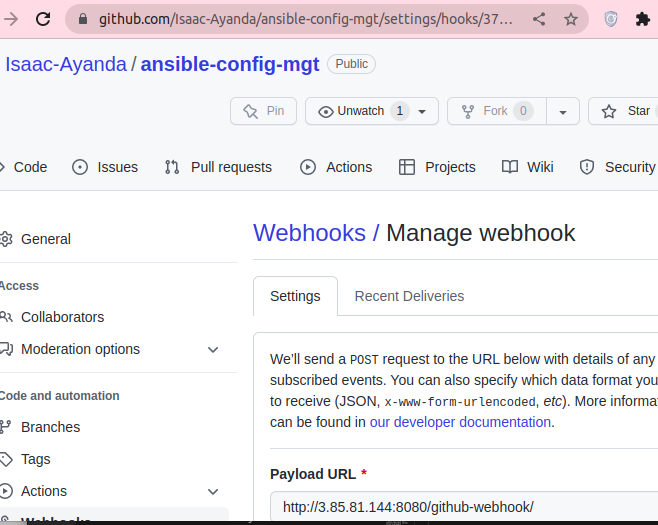 github.com/Isaac-Ayanda/ansible-config-mgt/settings/hooks/37...
Isaac-Ayanda / ansible-config-mgt Public
Pin Unwatch 1 Fork 0 Star
Code Issues Pull requests Actions Projects Wiki Security
General
Access
Collaborators
Moderation options
Code and automation
Branches
Tags
Actions
Webhooks
Webhooks / Manage webhook
Settings Recent Deliveries
We'll send a POST request to the URL below with details of any
subscribed events. You can also specify which data format you
to receive (JSON, x-www-form-urlencoded, etc). More informa
can be found in our developer documentation.
Payload URL *
http://3.85.81.144:8080/github-webhook/